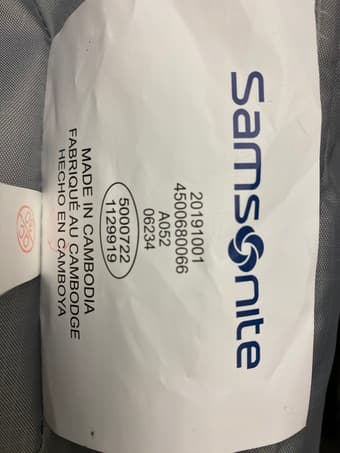 Samsonite
20191001
4500680066
A052
06234
5000722
1129919
MADE IN CAMBODIA
FABRIQUÉ AU CAMBODGE
HECHO EN CAMBOYA